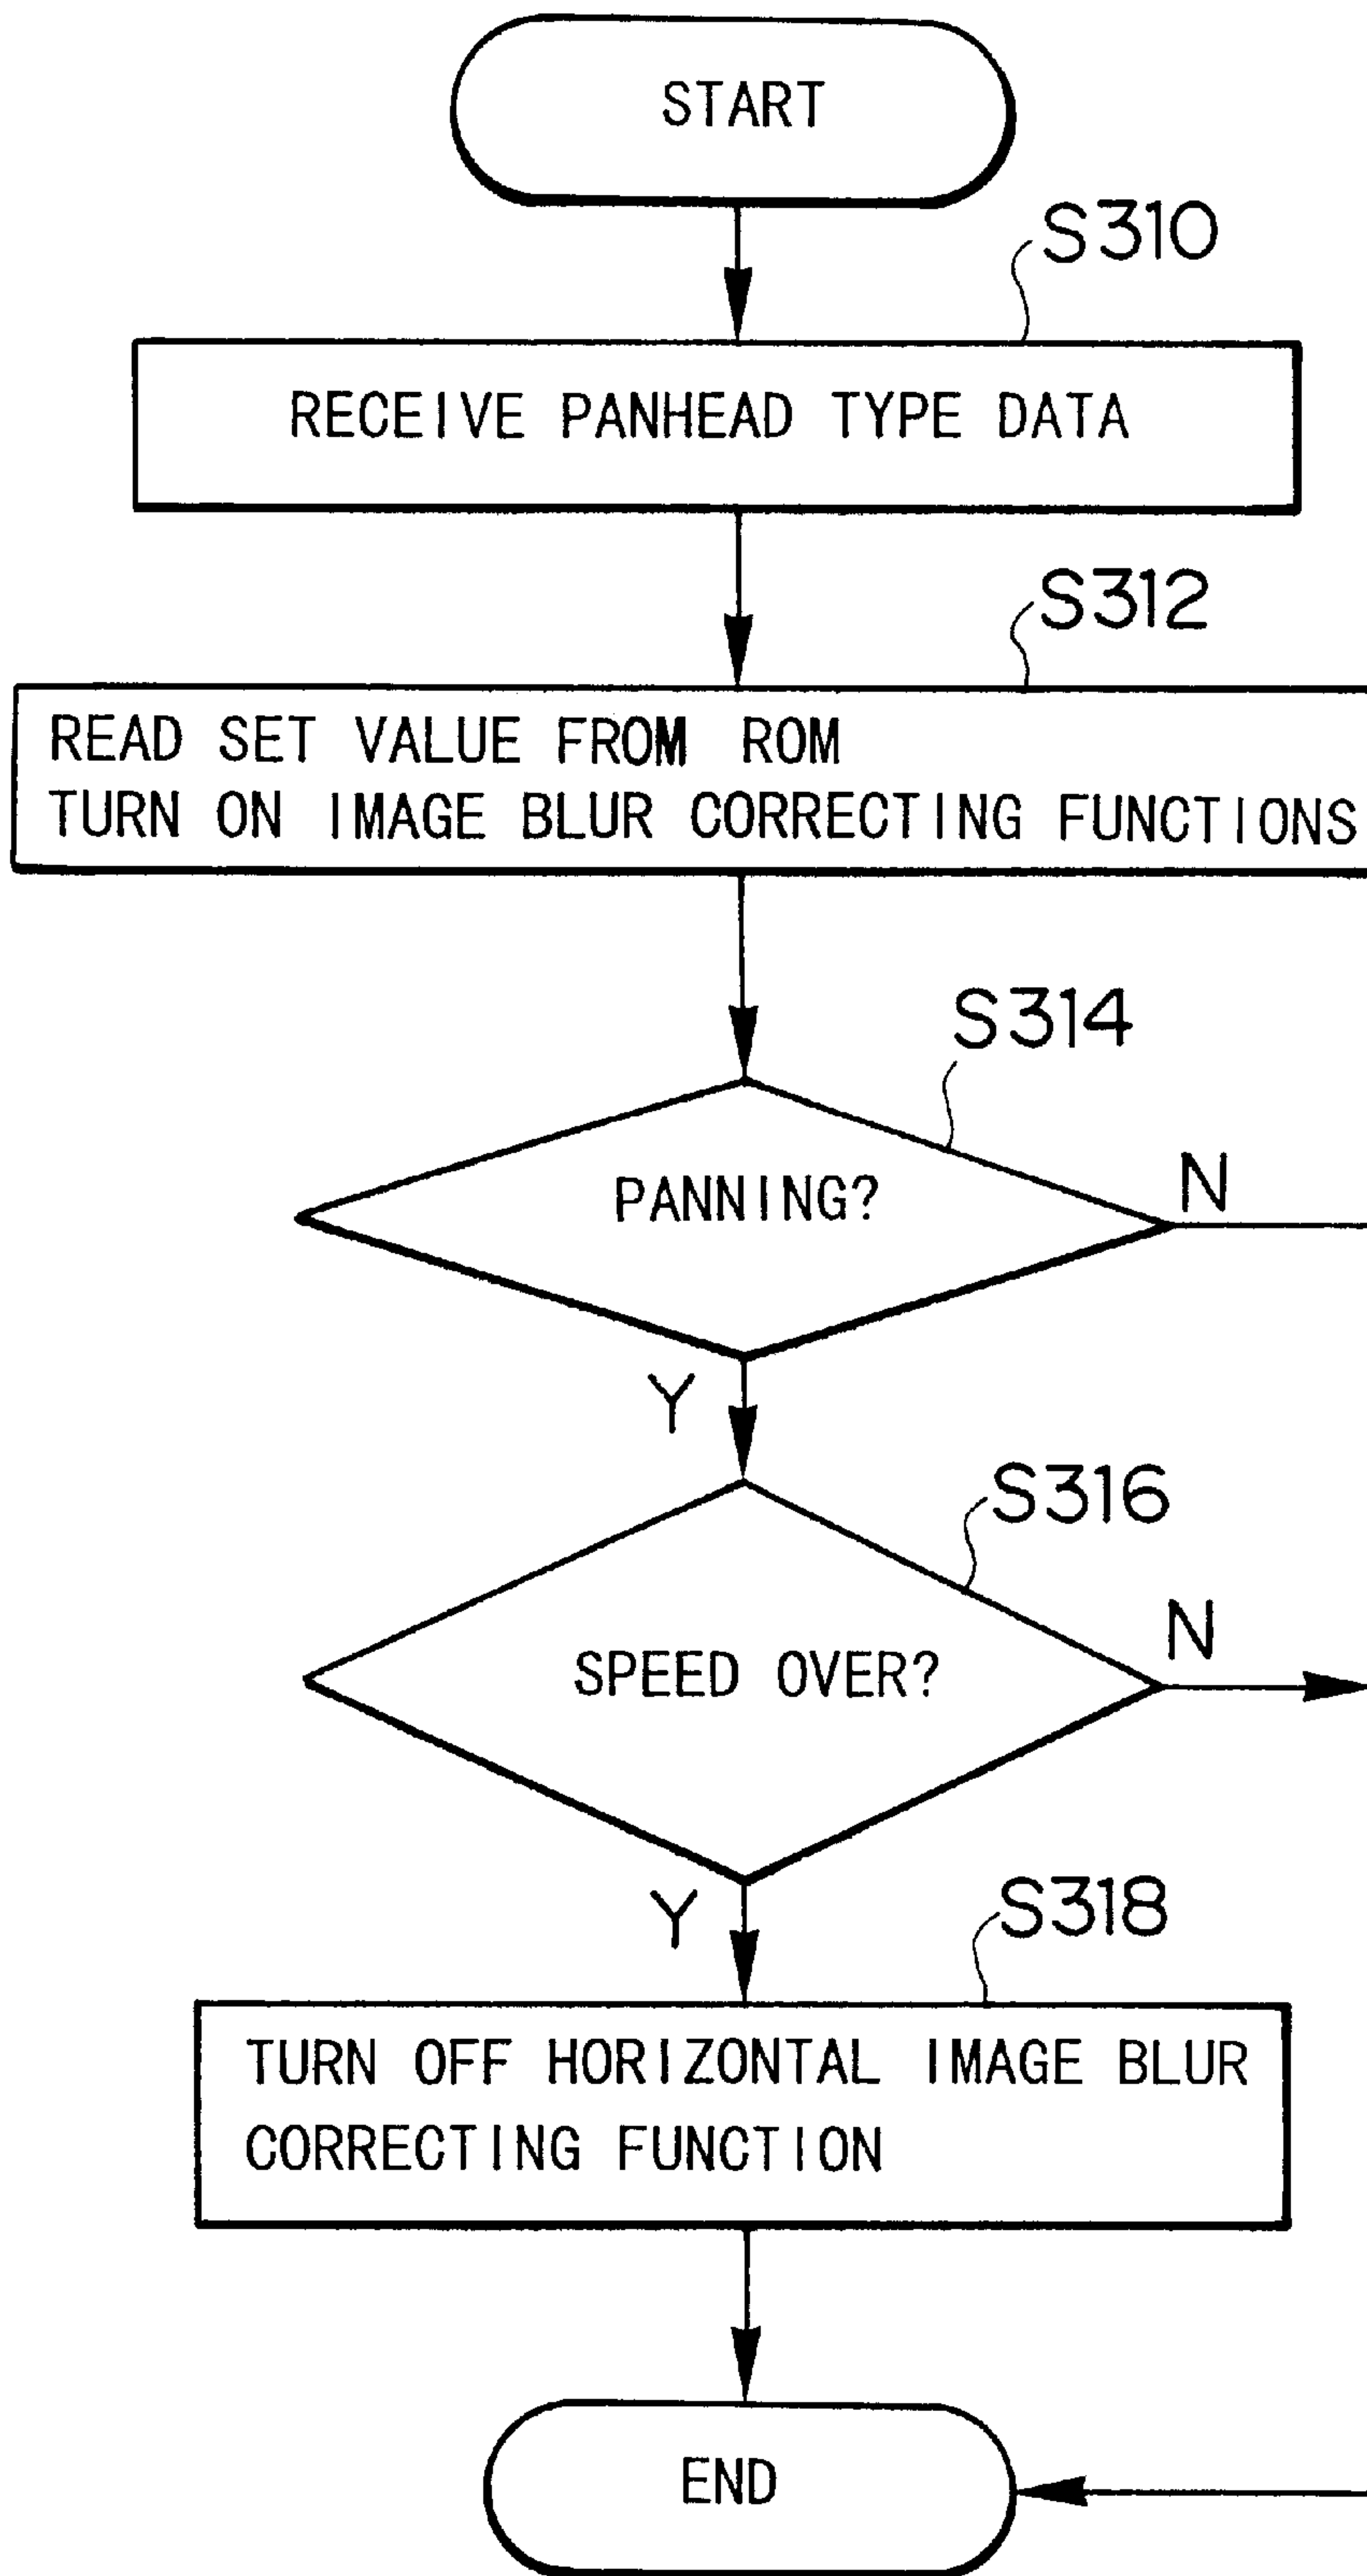 START
S310
RECEIVE PANHEAD TYPE DATA
S312
READ SET VALUE FROM ROM
TURN ON IMAGE BLUR CORRECTING FUNCTIONS
S314
PANNING?
N
Y
S316
SPEED OVER?
N
Y
S318
TURN OFF HORIZONTAL IMAGE BLUR
CORRECTING FUNCTION
END